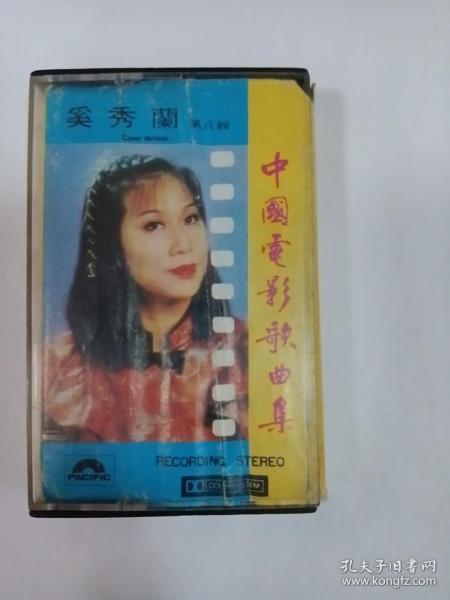 奚秀蘭 第八輯
Cover Version
中國電影歌曲集
RECORDING STEREO
PACIFIC
孔夫子旧书网
www.kongfz.com